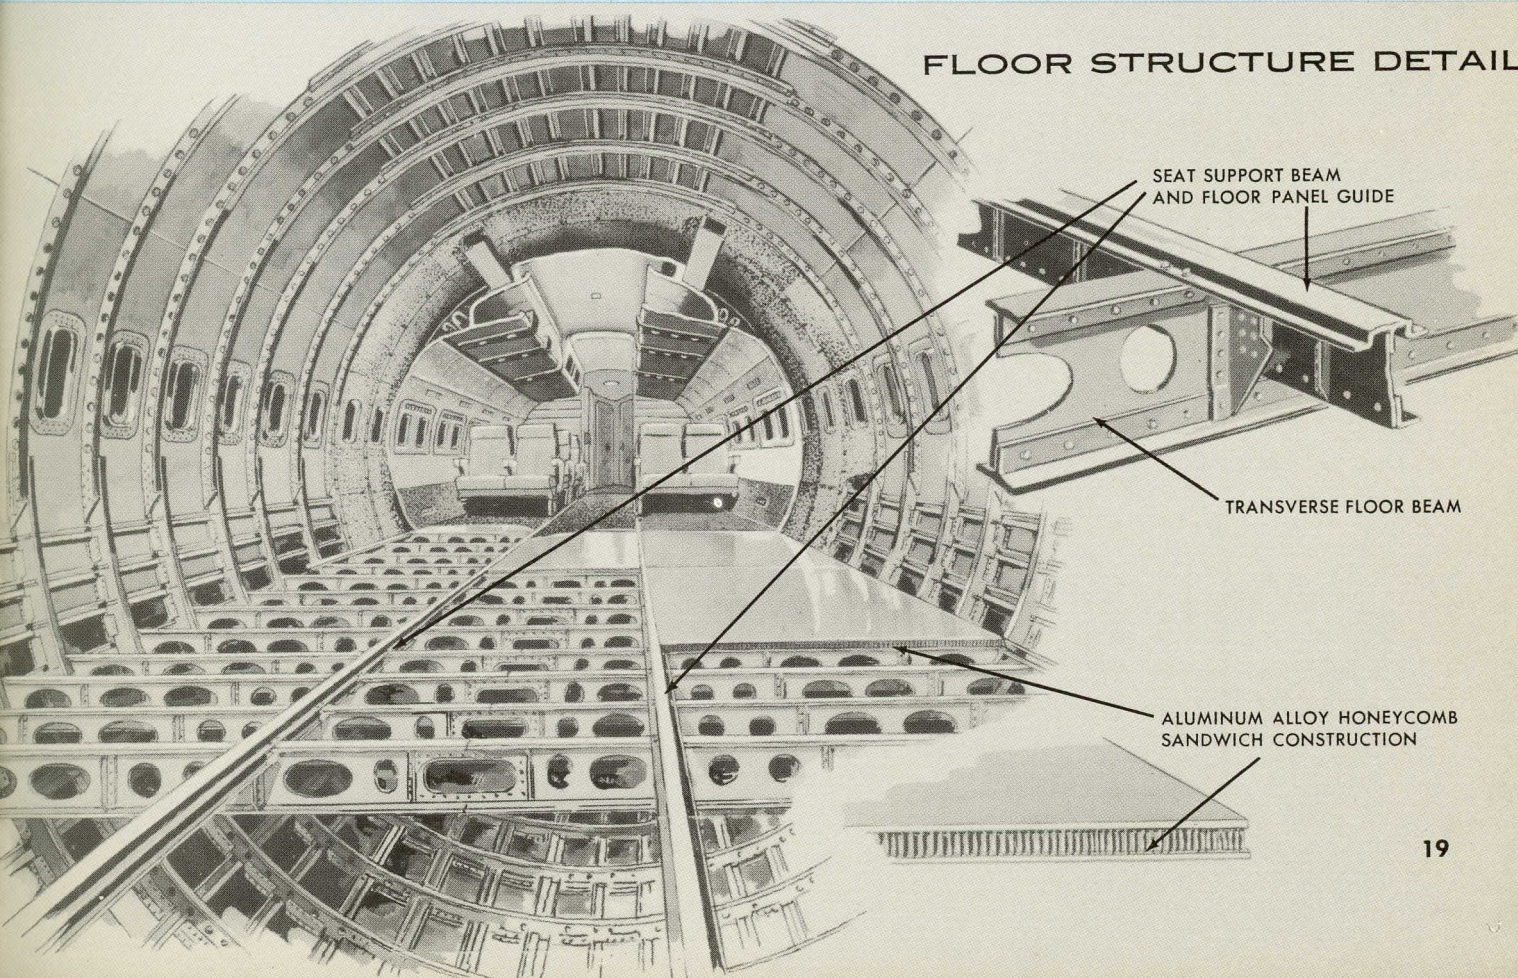 FLOOR STRUCTURE DETAIL
SEAT SUPPORT BEAM
AND FLOOR PANEL GUIDE
TRANSVERSE FLOOR BEAM
ALUMINUM ALLOY HONEYCOMB
SANDWICH CONSTRUCTION
19